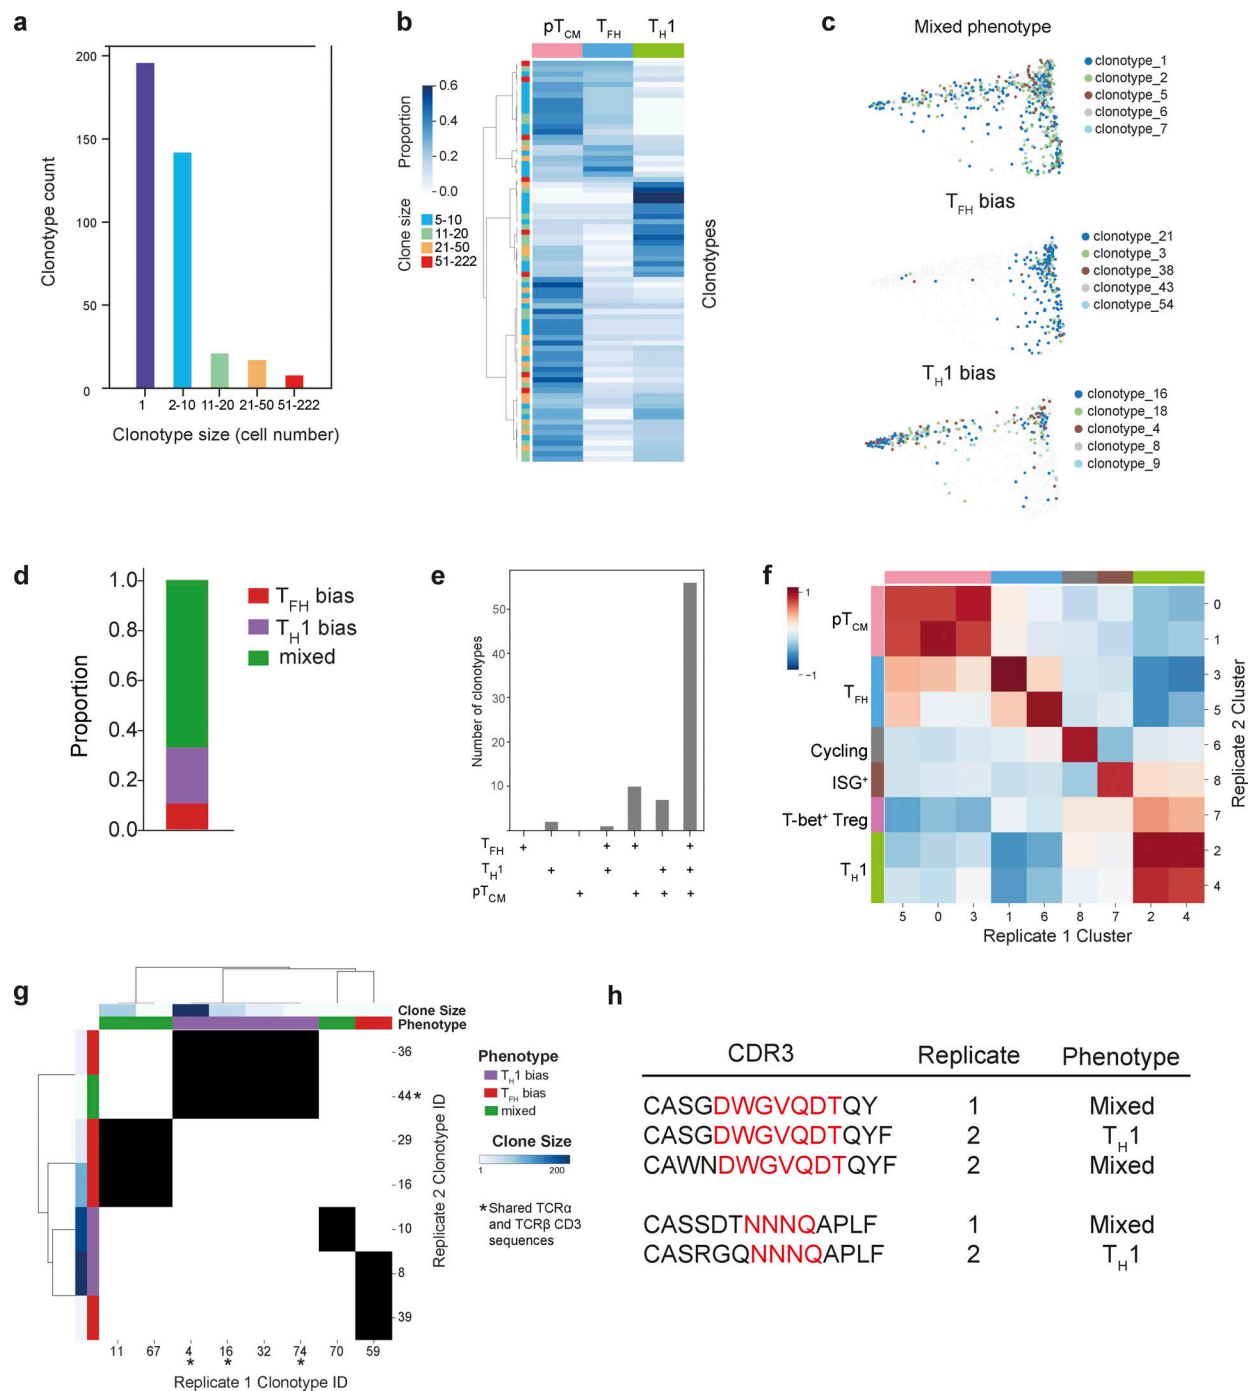 a
200
150
100
50
0
Clonotype count
1
2-10
11-20
21-50
51-222
Clonotype size (cell number)
b
pTCM
TFH
TH1
0.6
0.4
0.2
0.0
Proportion
Clone size
5-10
11-20
21-50
51-222
Clonotypes
c
Mixed phenotype
clonotype_1
clonotype_2
clonotype_5
clonotype_6
clonotype_7
TFH bias
clonotype_21
clonotype_3
clonotype_38
clonotype_43
clonotype_54
TH1 bias
clonotype_16
clonotype_18
clonotype_4
clonotype_8
clonotype_9
d
1.0
0.8
0.6
0.4
0.2
0.0
Proportion
TFH bias
TH1 bias
mixed
e
50
40
30
20
10
Number of clonotypes
TFH + + + +
TH1 + + + +
pTCM + + + +
f
1
-1
pTCM
TFH
Cycling
ISG+
T-bet+ Treg
TH1
0
1
3
5
6
8
7
2
4
Replicate 2 Cluster
5 0 3 1 6 8 7 2 4
Replicate 1 Cluster
g
Clone Size
Phenotype
36
44*
29
16
10
8
39
Replicate 2 Clonotype ID
11 67 4 16 32 74 70 59
* * *
Replicate 1 Clonotype ID
Phenotype
TH1 bias
TFH bias
mixed
Clone Size
1 200
* Shared TCRα
and TCRβ CD3
sequences
h
CDR3 Replicate Phenotype
CASGDWGVQDTQY 1 Mixed
CASGDWGVQDTQYF 2 TH1
CAWNDWGVQDTQYF 2 Mixed
CASSDTNNNQAPLF 1 Mixed
CASRGQNNNQAPLF 2 TH1